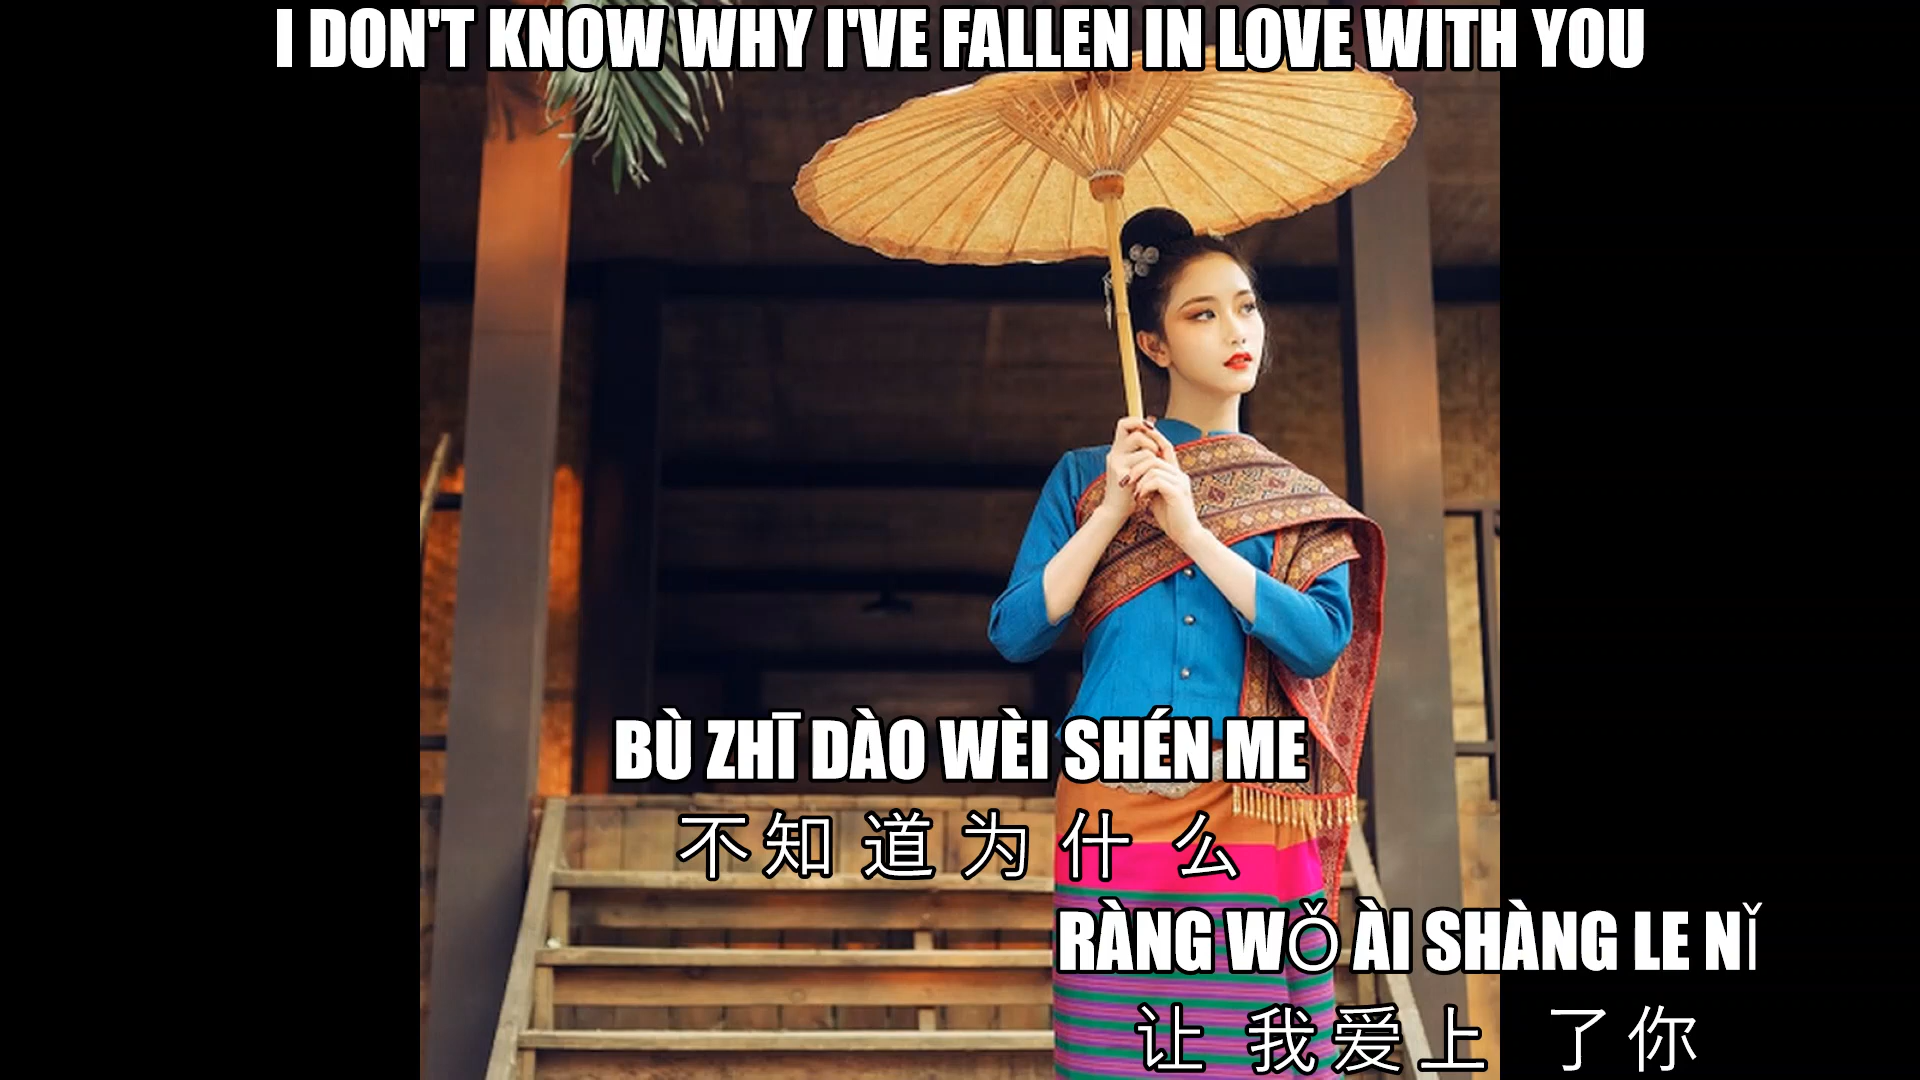 I DON'T KNOW WHY I'VE FALLEN IN LOVE WITH YOU
BÙ ZHĪ DÀO WÈI SHÉN ME
不知道为什么
RÀNG WǑ ÀI SHÀNG LE NǏ
让我爱上了你